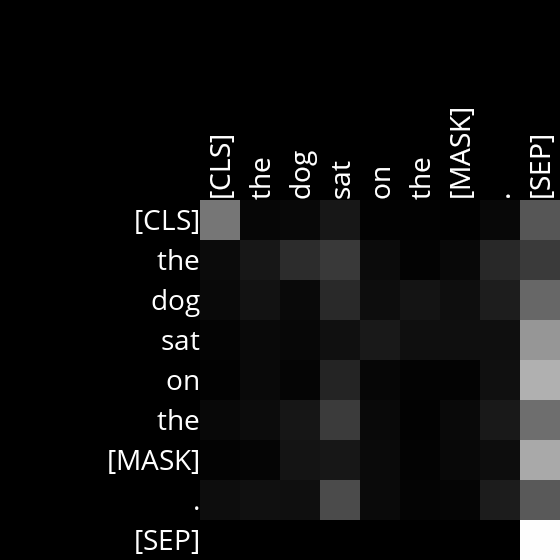 [CLS] the dog sat on the [MASK] . [SEP]
[CLS]
the
dog
sat
on
the
[MASK]
.
[SEP]